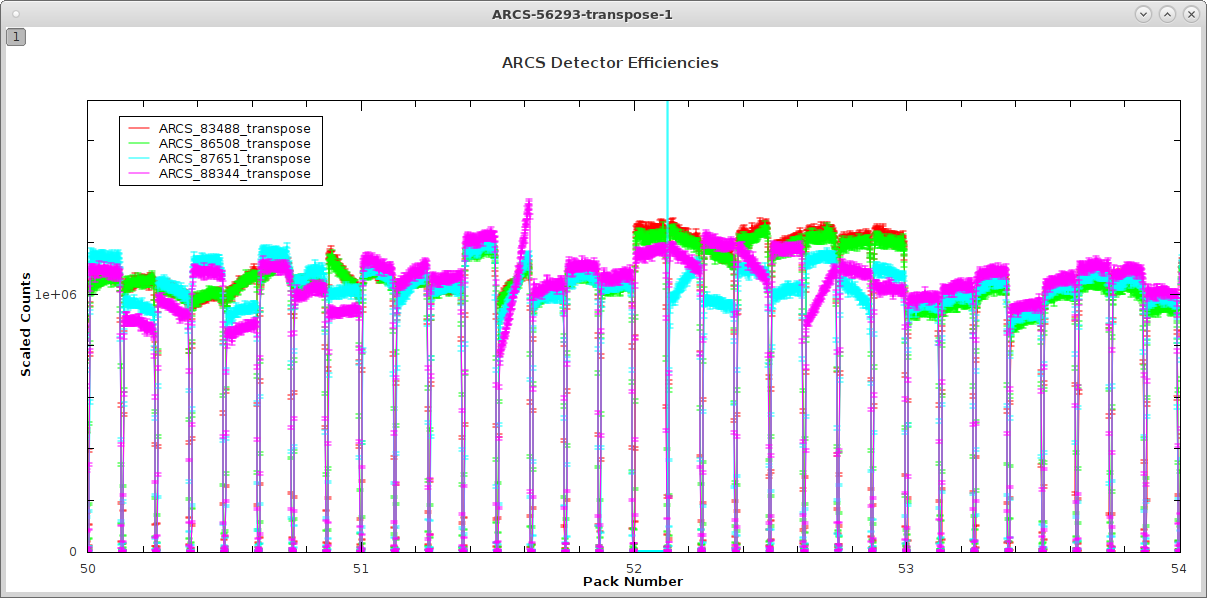 ARCS-56293-transpose-1
1
ARCS Detector Efficiencies
ARCS_83488_transpose
ARCS_86508_transpose
ARCS_87651_transpose
ARCS_88344_transpose
Scaled Counts
1e+06
0
50 51 52 53 54
Pack Number